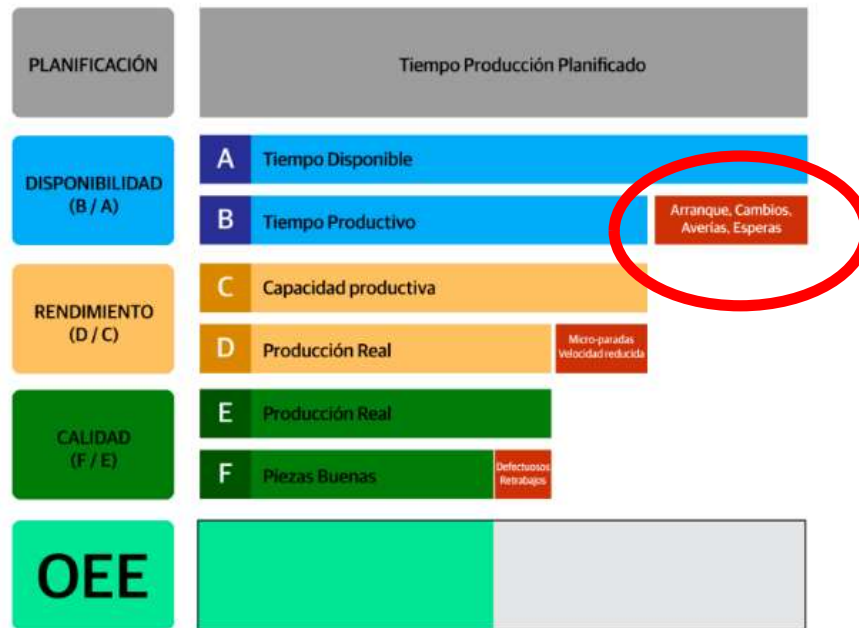 PLANIFICACIÓN
Tiempo Producción Planificado
DISPONIBILIDAD
(B / A)
A
Tiempo Disponible
B
Tiempo Productivo
Arranque, Cambios,
Averías, Esperas
RENDIMIENTO
(D / C)
C
Capacidad productiva
D
Producción Real
Micro-paradas
Velocidad reducida
CALIDAD
(F / E)
E
Producción Real
F
Piezas Buenas
Defectuosos
Retrabajos
OEE